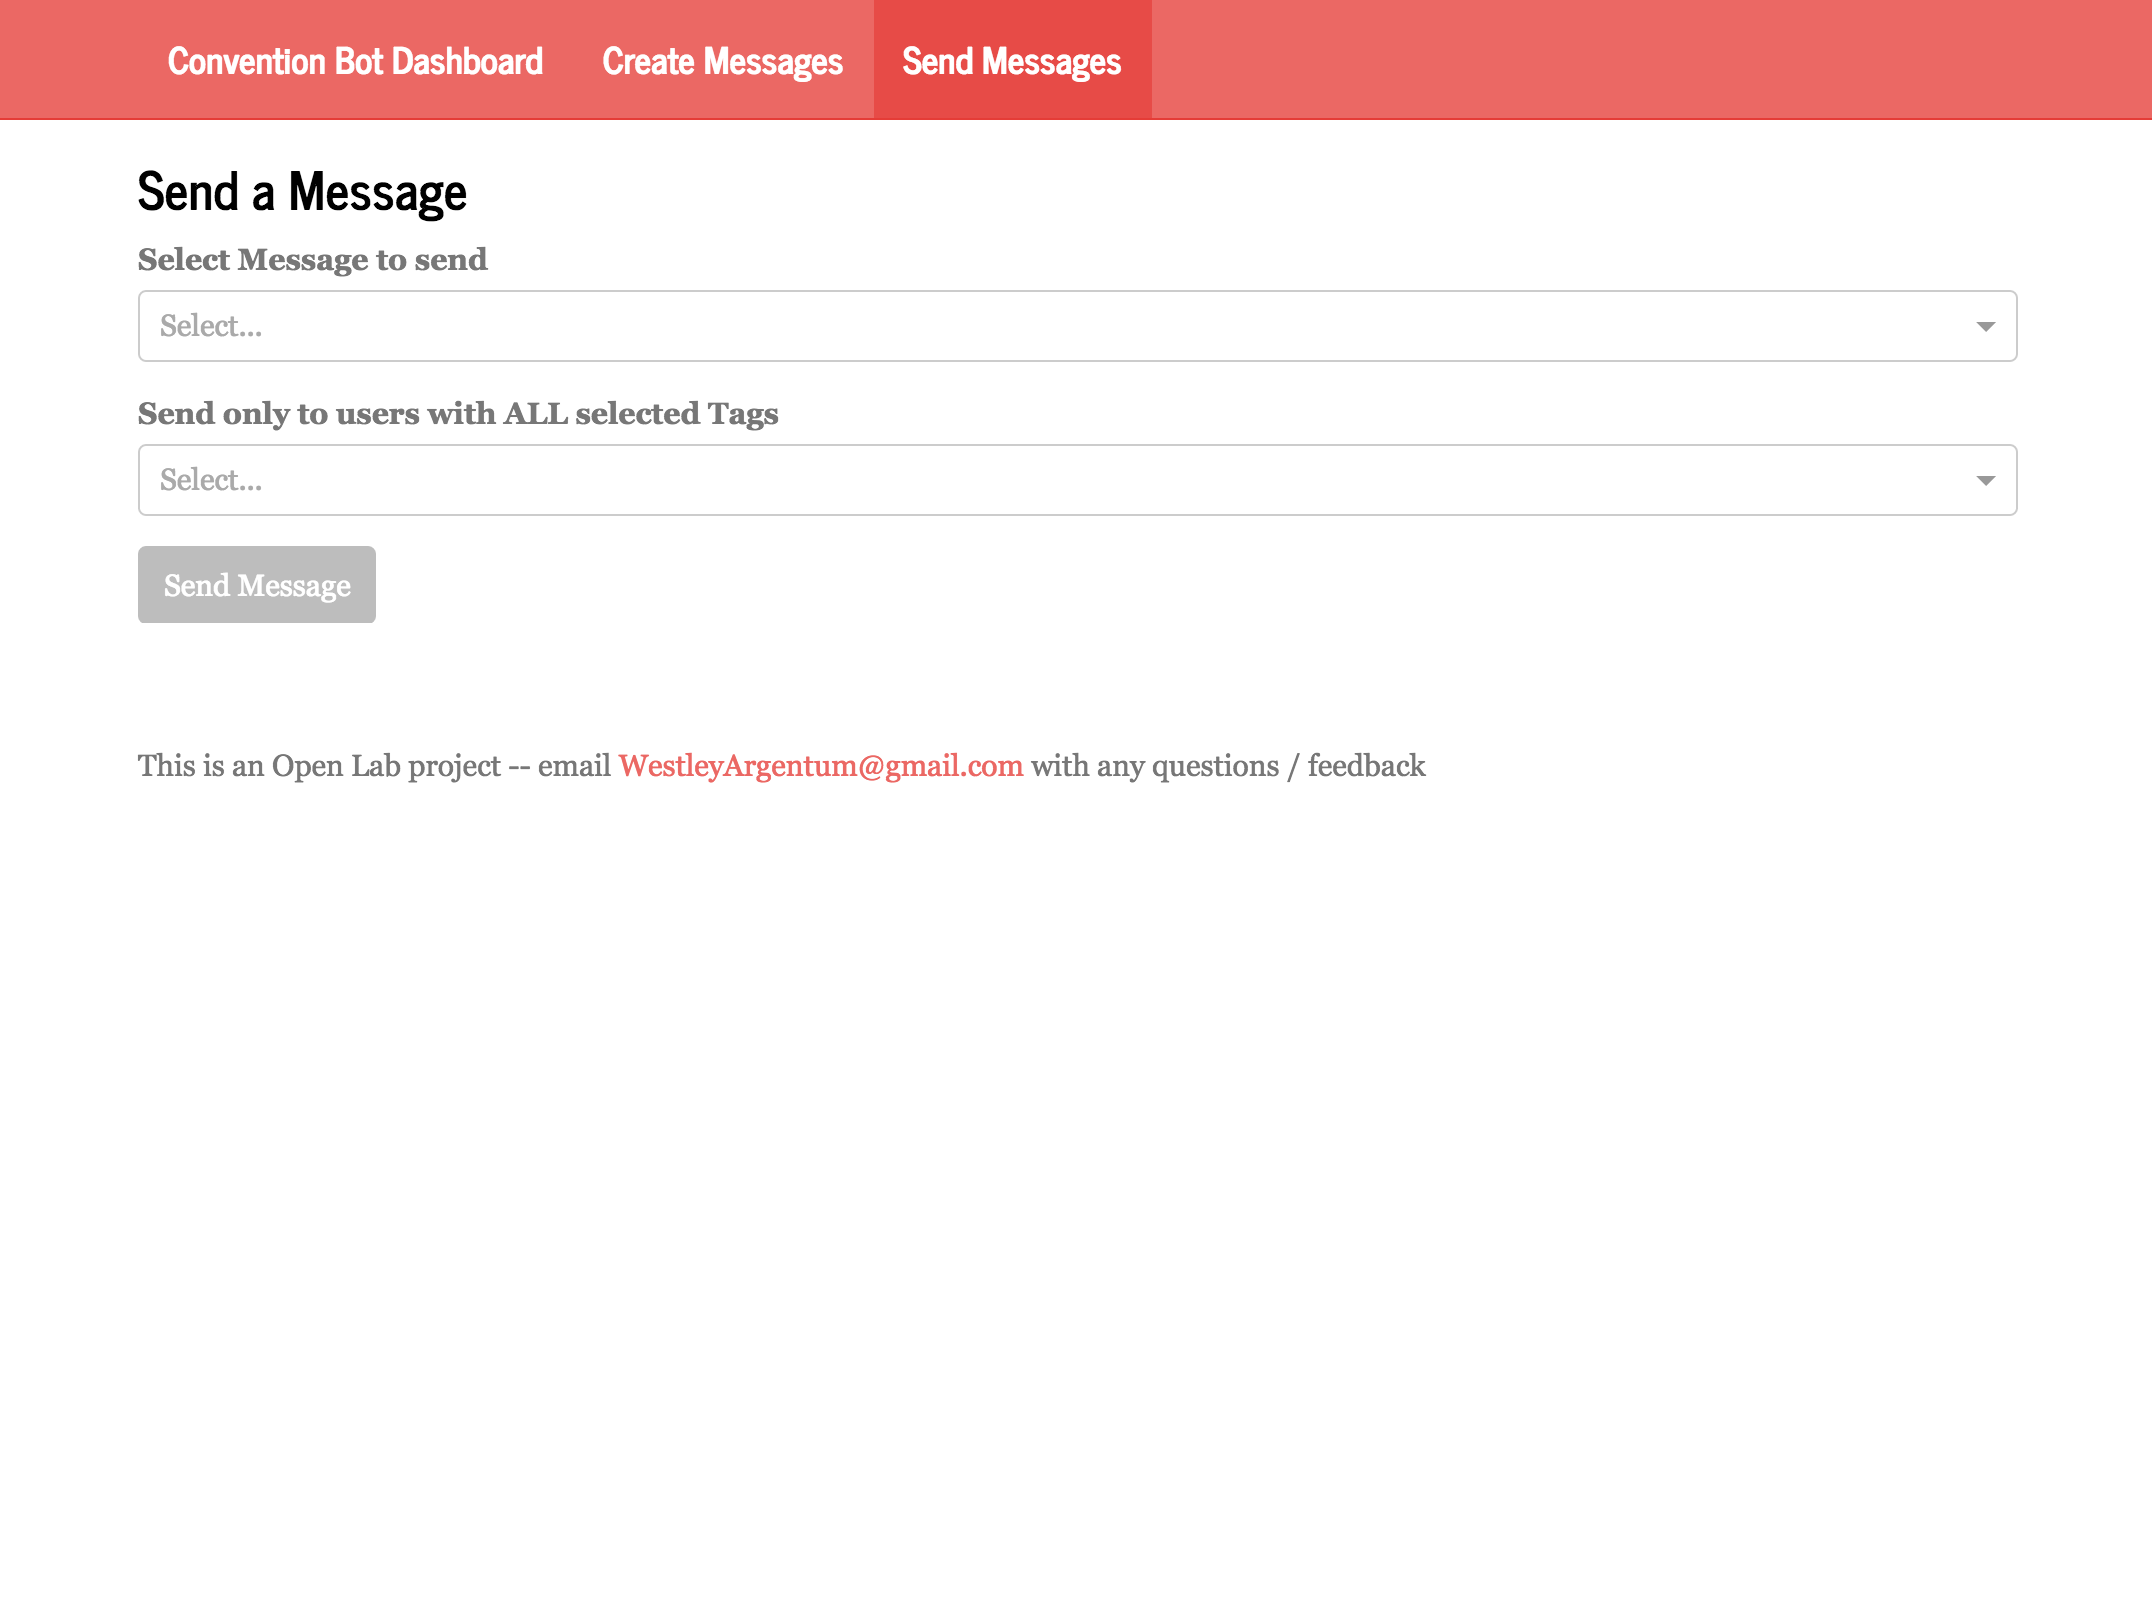 Convention Bot Dashboard Create Messages Send Messages
Send a Message
Select Message to send
Select...
Send only to users with ALL selected Tags
Select...
Send Message
This is an Open Lab project -- email WestleyArgentum@gmail.com with any questions / feedback